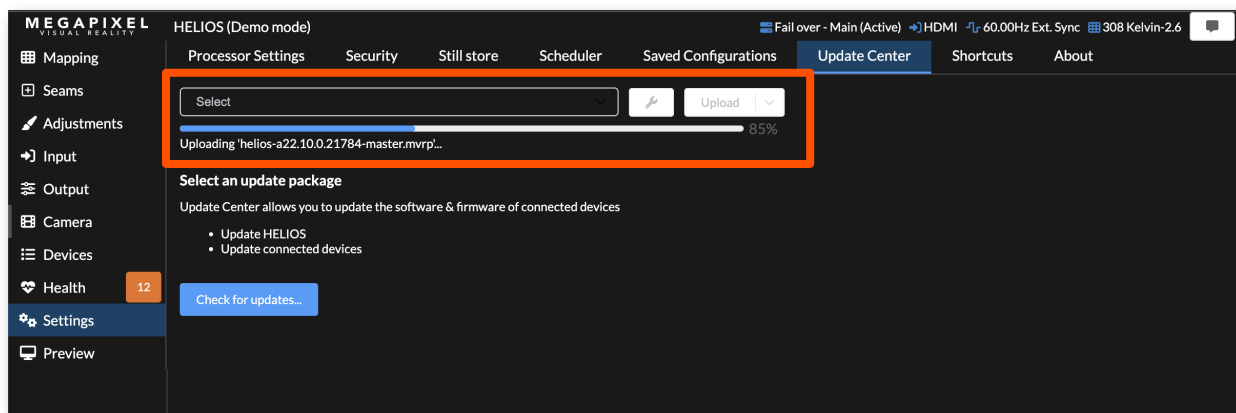 MEGAPIXEL
VISUAL REALITY
HELIOS (Demo mode)
Fail over - Main (Active) HDMI 60.00Hz Ext. Sync 308 Kelvin-2.6
Mapping
Seams
Adjustments
Input
Output
Camera
Devices
Health 12
Settings
Preview
Processor Settings Security Still store Scheduler Saved Configurations Update Center Shortcuts About
Select Upload
85%
Uploading 'helios-a22.10.0.21784-master.mvrp'...
Select an update package
Update Center allows you to update the software & firmware of connected devices
• Update HELIOS
• Update connected devices
Check for updates...